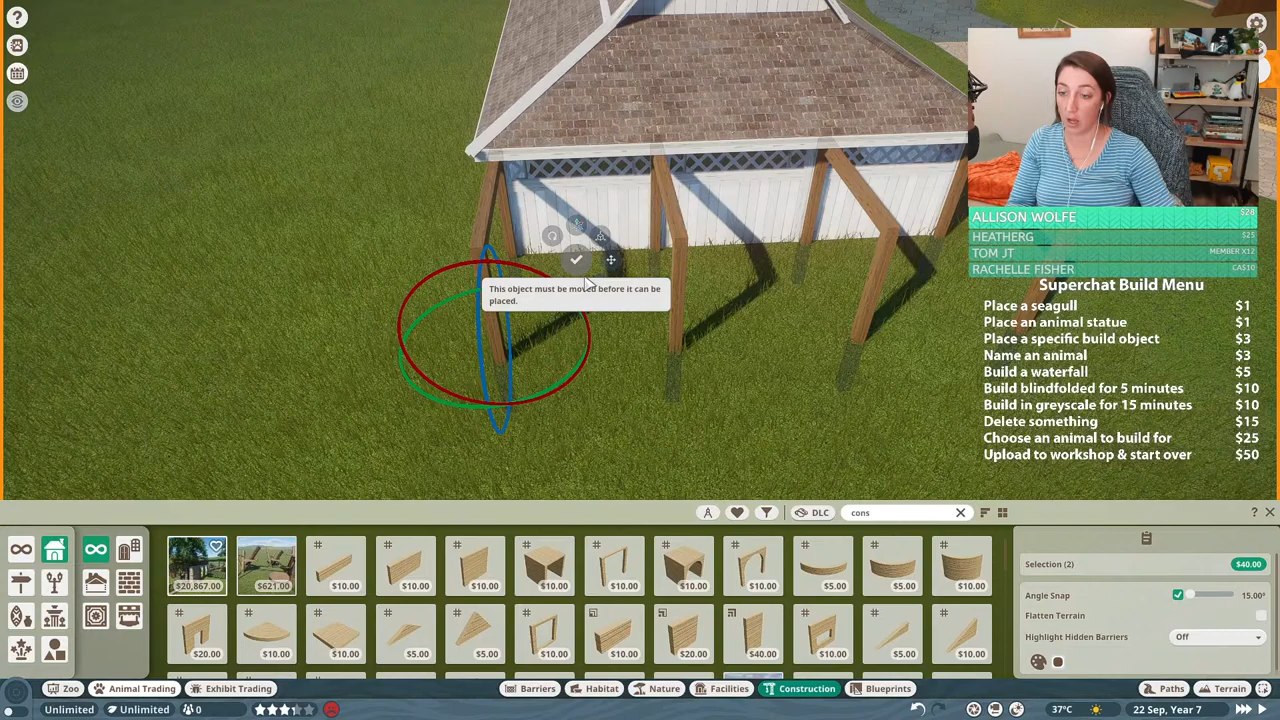 ALLISON WOLFE $28
HEATHERG $25
TOM JT MEMBER X12
RACHELLE FISHER CA$10
Superchat Build Menu
Place a seagull $1
Place an animal statue $1
Place a specific build object $3
Name an animal $3
Build a waterfall $5
Build blindfolded for 5 minutes $10
Build in greyscale for 15 minutes $10
Delete something $15
Choose an animal to build for $25
Upload to workshop & start over $50
This object must be moved before it can be
placed.
DLC cons
$20,867.00 $621.00 $10.00 $10.00 $10.00 $10.00 $10.00 $10.00 $10.00 $5.00 $5.00 $10.00
$20.00 $10.00 $10.00 $5.00 $5.00 $10.00 $10.00 $20.00 $40.00 $10.00 $5.00 $10.00
Selection (2) $40.00
Angle Snap 15.00°
Flatten Terrain
Highlight Hidden Barriers Off
Zoo Animal Trading Exhibit Trading Barriers Habitat Nature Facilities Construction Blueprints Paths Terrain
Unlimited Unlimited 0 37°C 22 Sep, Year 7